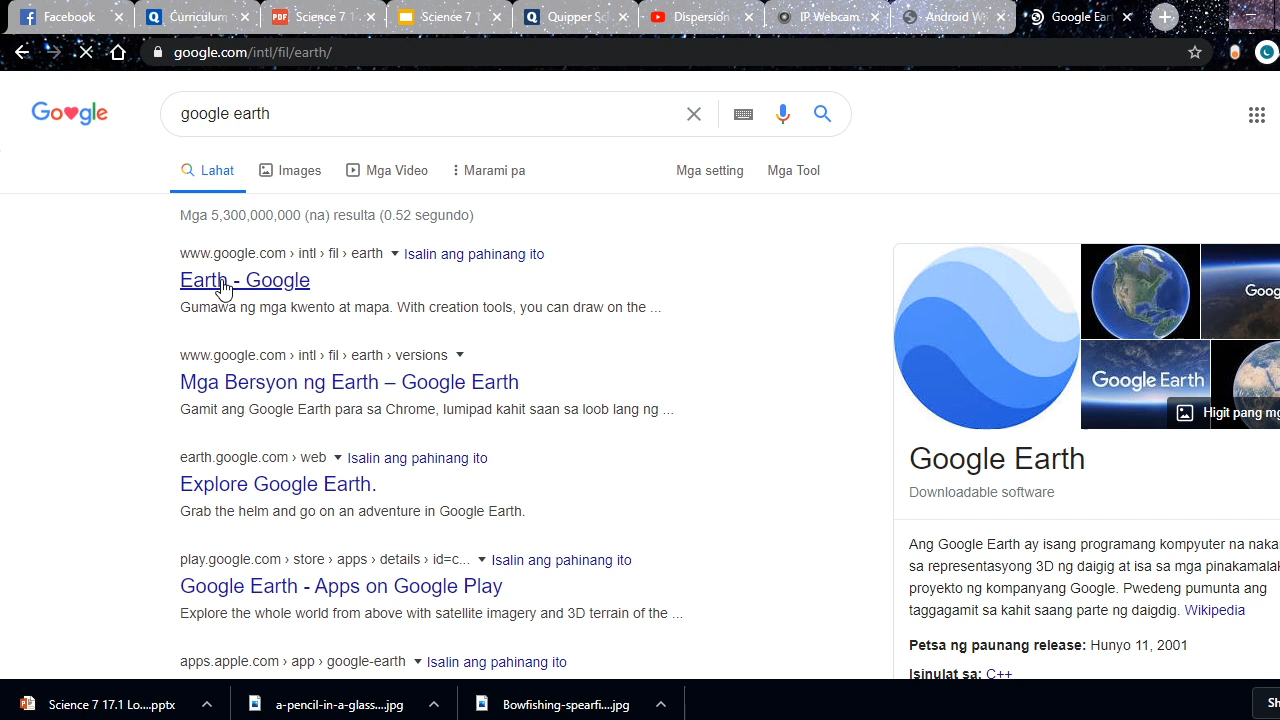 Facebook
Curriculum
Science 7 1
Science 7 1
Quipper Sc
Dispersion
IP Webcam
Android W
Google Ear
google.com/intl/fil/earth/
Google
google earth
Lahat
Images
Mga Video
Marami pa
Mga setting
Mga Tool
Mga 5,300,000,000 (na) resulta (0.52 segundo)
www.google.com › intl › fil › earth Isalin ang pahinang ito
Earth - Google
Gumawa ng mga kwento at mapa. With creation tools, you can draw on the ...
www.google.com › intl › fil › earth › versions
Mga Bersyon ng Earth – Google Earth
Gamit ang Google Earth para sa Chrome, lumipad kahit saan sa loob lang ng ...
earth.google.com › web Isalin ang pahinang ito
Explore Google Earth.
Grab the helm and go on an adventure in Google Earth.
play.google.com › store › apps › details › id=c... Isalin ang pahinang ito
Google Earth - Apps on Google Play
Explore the whole world from above with satellite imagery and 3D terrain of the ...
apps.apple.com › app › google-earth Isalin ang pahinang ito
Goog
Google Earth
Higit pang mg
Google Earth
Downloadable software
Ang Google Earth ay isang programang kompyuter na naka
sa representasyong 3D ng daigig at isa sa mga pinakamalak
proyekto ng kompanyang Google. Pwedeng pumunta ang
taggagamit sa kahit saang parte ng daigdig. Wikipedia
Petsa ng paunang release: Hunyo 11, 2001
Isinulat sa: C++
Science 7 17.1 Lo....pptx
a-pencil-in-a-glass....jpg
Bowfishing-spearfi....jpg
Sh